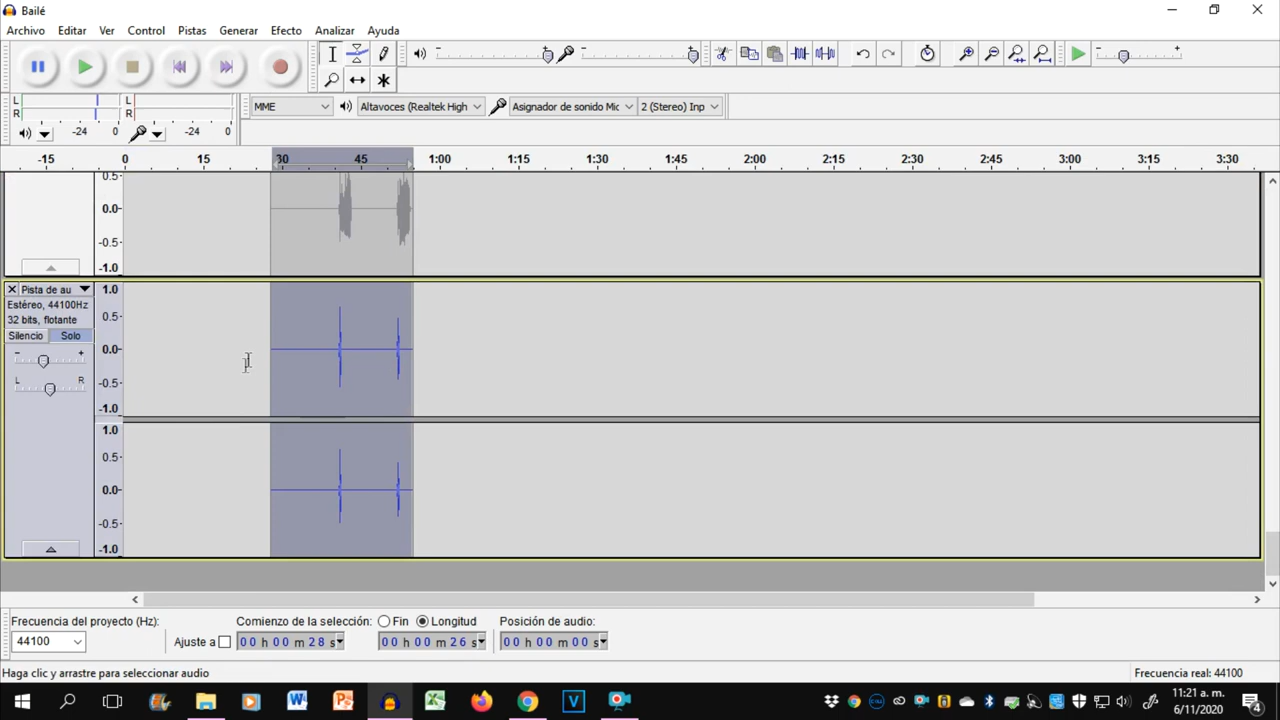 Bailé
Archivo Editar Ver Control Pistas Generar Efecto Analizar Ayuda
L L
R R
-24 0 -24 0
MME Altavoces (Realtek High Asignador de sonido Mic 2 (Stereo) Inp
-15 0 15 30 45 1:00 1:15 1:30 1:45 2:00 2:15 2:30 2:45 3:00 3:15 3:30
0.5
0.0
-0.5
-1.0
Pista de au
Estéreo, 44100Hz
32 bits, flotante
Silencio Solo
- +
L R
1.0
0.5
0.0
-0.5
-1.0
1.0
0.5
0.0
-0.5
-1.0
Frecuencia del proyecto (Hz): Comienzo de la selección: Fin Longitud Posición de audio:
44100 Ajuste a 00 h 00 m 28 s 00 h 00 m 26 s 00 h 00 m 00 s
Haga clic y arrastre para seleccionar audio Frecuencia real: 44100
11:21 a. m.
6/11/2020
4